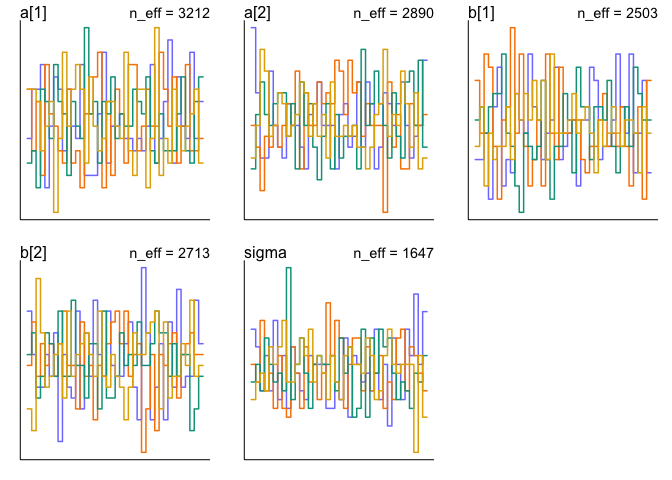 a[1] n_eff = 3212
a[2] n_eff = 2890
b[1] n_eff = 2503
b[2] n_eff = 2713
sigma n_eff = 1647